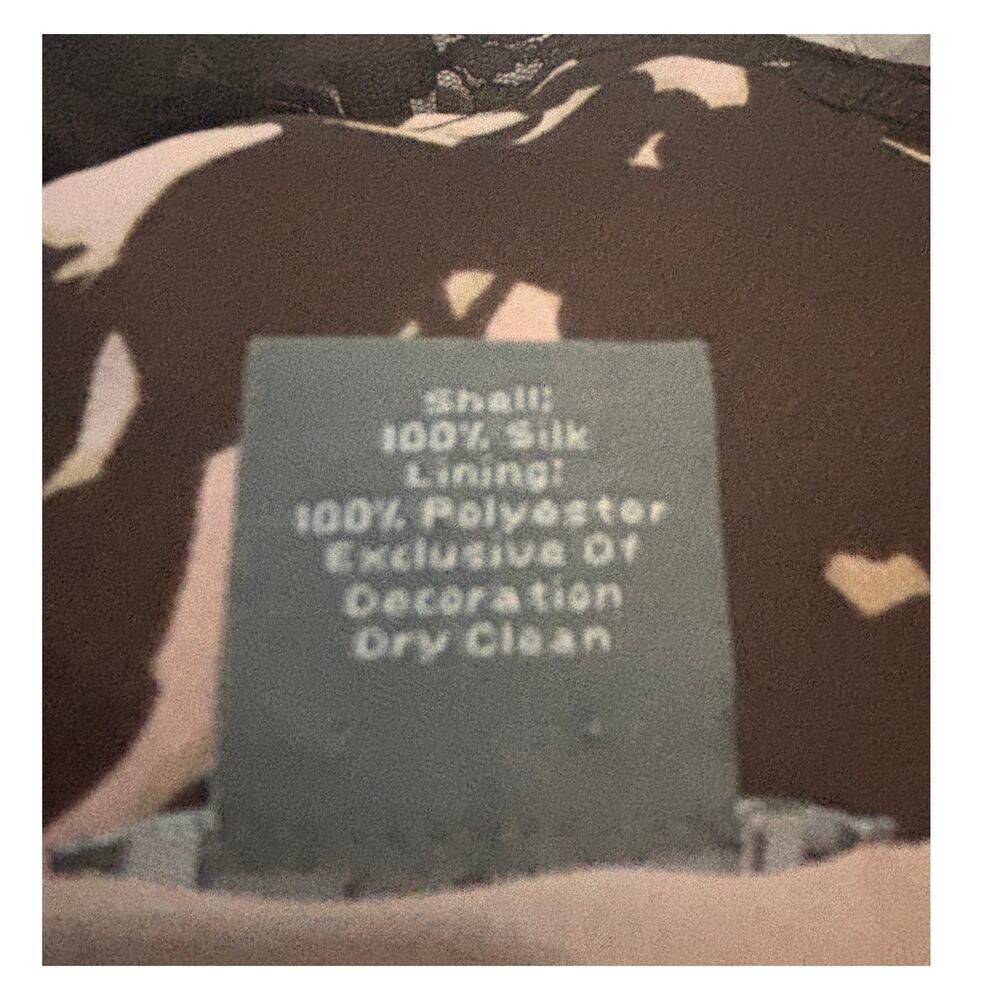 Shell:
100% Silk
Lining:
100% Polyester
Exclusive Of
Decoration
Dry Clean